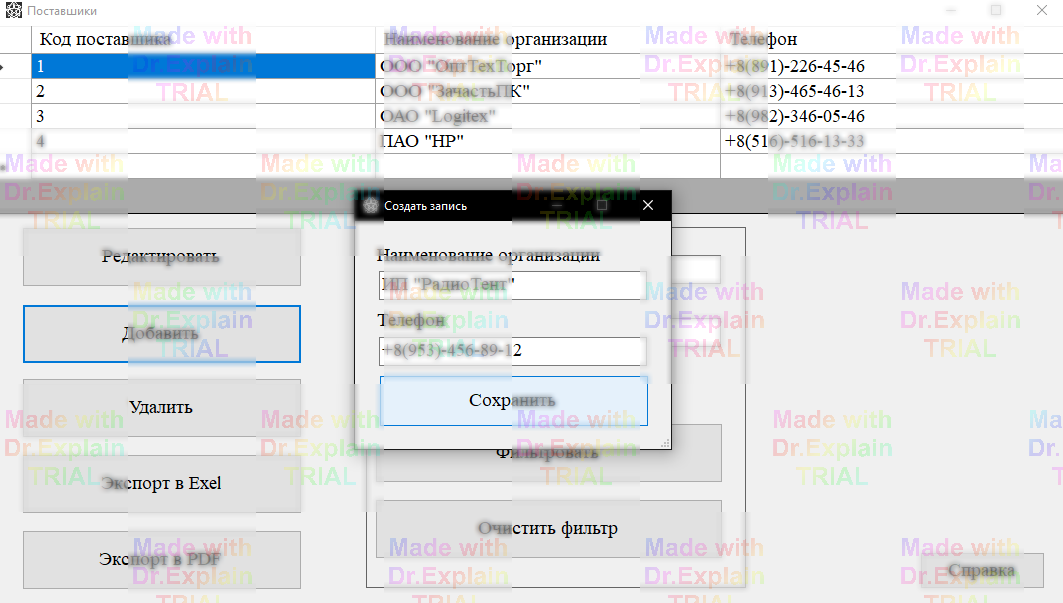 Поставщики
Код поставшика Наименование организации Телефон
1 ООО "ОптТехТорг" +8(891)-226-45-46
2 ООО "ЗачастьПК" +8(913)-465-46-13
3 ОАО "Logitex" +8(982)-346-05-46
4 ПАО "HP" +8(516)-516-13-33
Создать запись
Наименование организации
ИП "РадиоТент"
Телефон
+8(953)-456-89-12
Сохранить
Редактировать
Добавить
Удалить
Экспорт в Exel
Экспорт в PDF
Фильтровать
Очистить фильтр
Справка
Made with
Dr.Explain
TRIAL